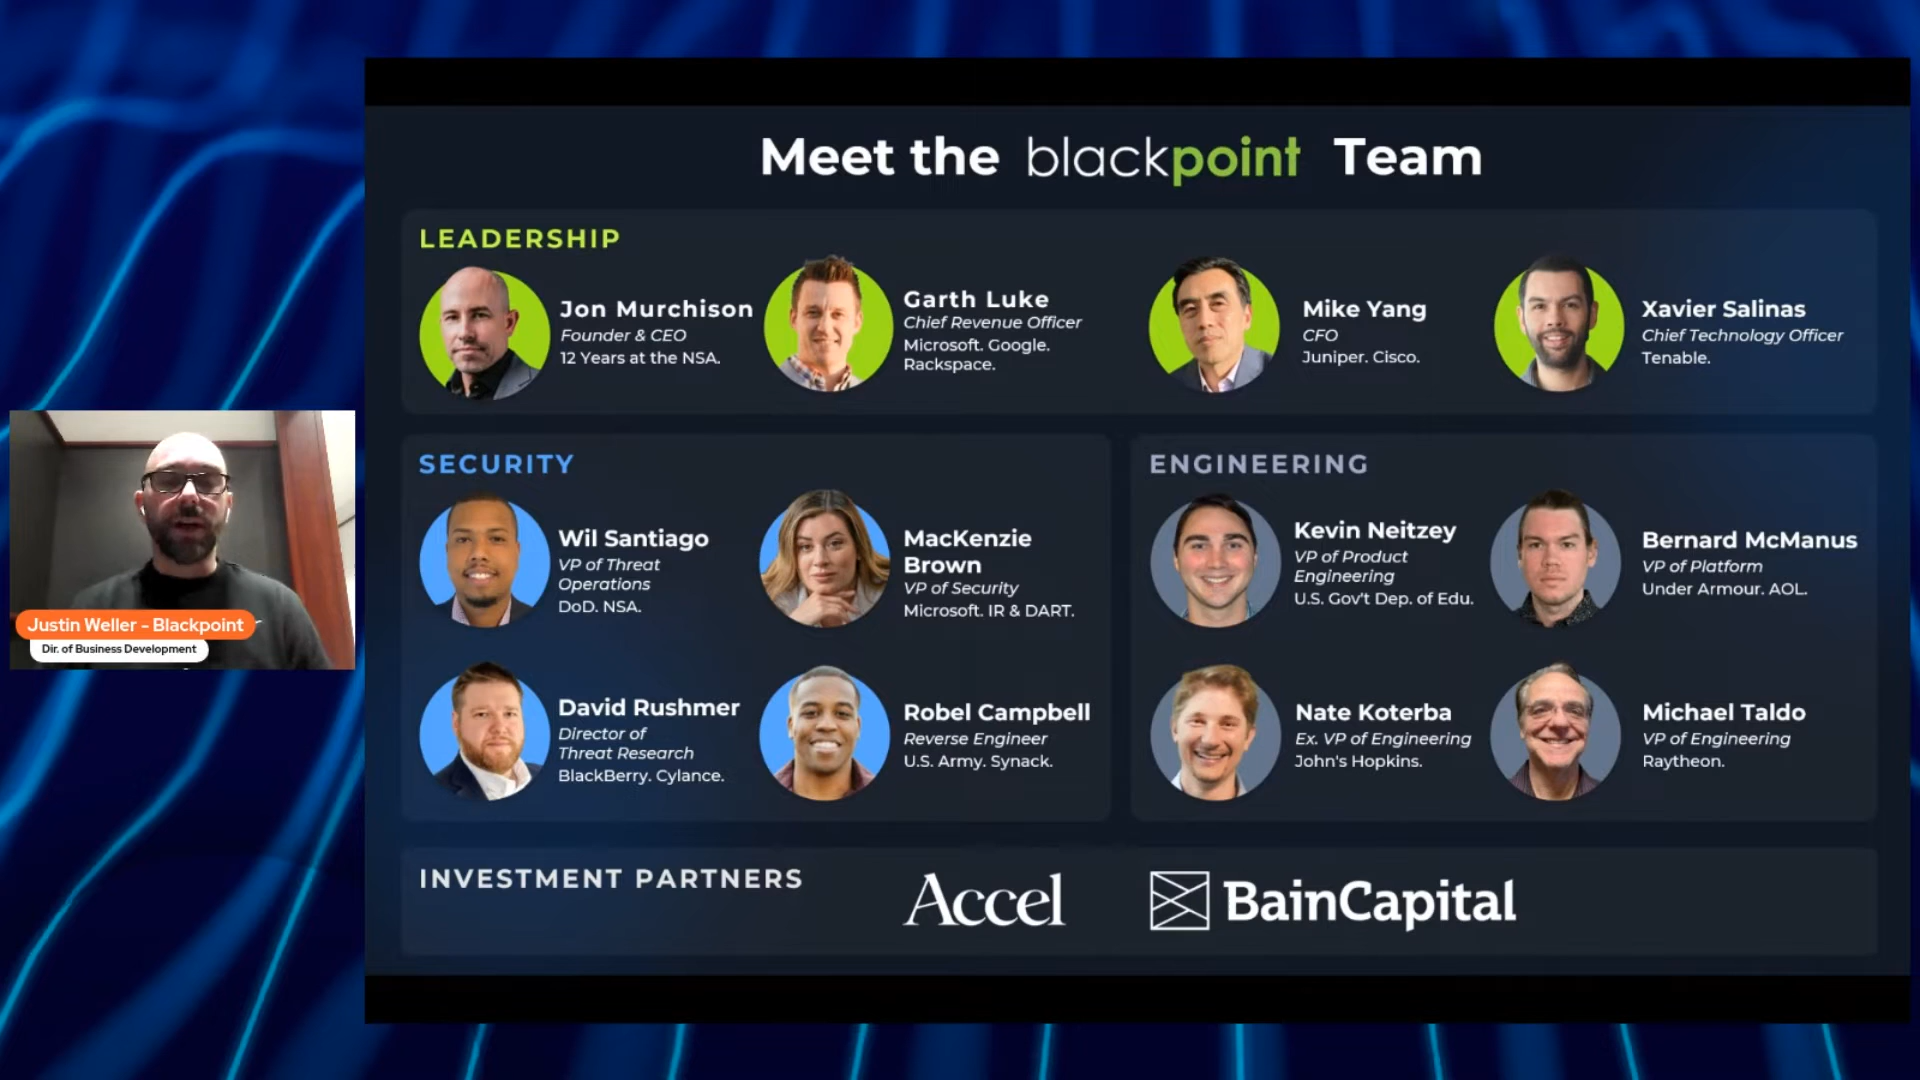 Meet the blackpoint Team
LEADERSHIP
Jon Murchison
Founder & CEO
12 Years at the NSA.
Garth Luke
Chief Revenue Officer
Microsoft. Google.
Rackspace.
Mike Yang
CFO
Juniper. Cisco.
Xavier Salinas
Chief Technology Officer
Tenable.
SECURITY
Wil Santiago
VP of Threat
Operations
DoD. NSA.
MacKenzie
Brown
VP of Security
Microsoft. IR & DART.
David Rushmer
Director of
Threat Research
BlackBerry. Cylance.
Robel Campbell
Reverse Engineer
U.S. Army. Synack.
ENGINEERING
Kevin Neitzey
VP of Product
Engineering
U.S. Gov't Dep. of Edu.
Bernard McManus
VP of Platform
Under Armour. AOL.
Nate Koterba
Ex. VP of Engineering
John's Hopkins.
Michael Taldo
VP of Engineering
Raytheon.
INVESTMENT PARTNERS
Accel
BainCapital
Justin Weller - Blackpoint
Dir. of Business Development